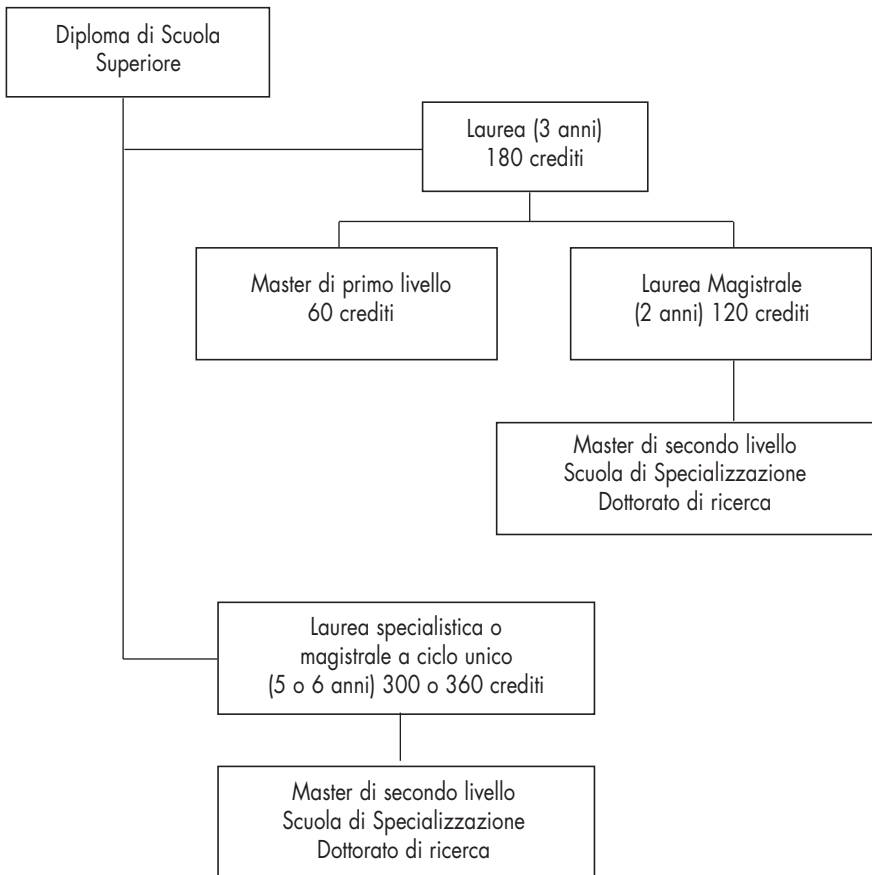 Diploma di Scuola
Superiore
Laurea (3 anni)
180 crediti
Master di primo livello
60 crediti
Laurea Magistrale
(2 anni) 120 crediti
Master di secondo livello
Scuola di Specializzazione
Dottorato di ricerca
Laurea specialistica o
magistrale a ciclo unico
(5 o 6 anni) 300 o 360 crediti
Master di secondo livello
Scuola di Specializzazione
Dottorato di ricerca